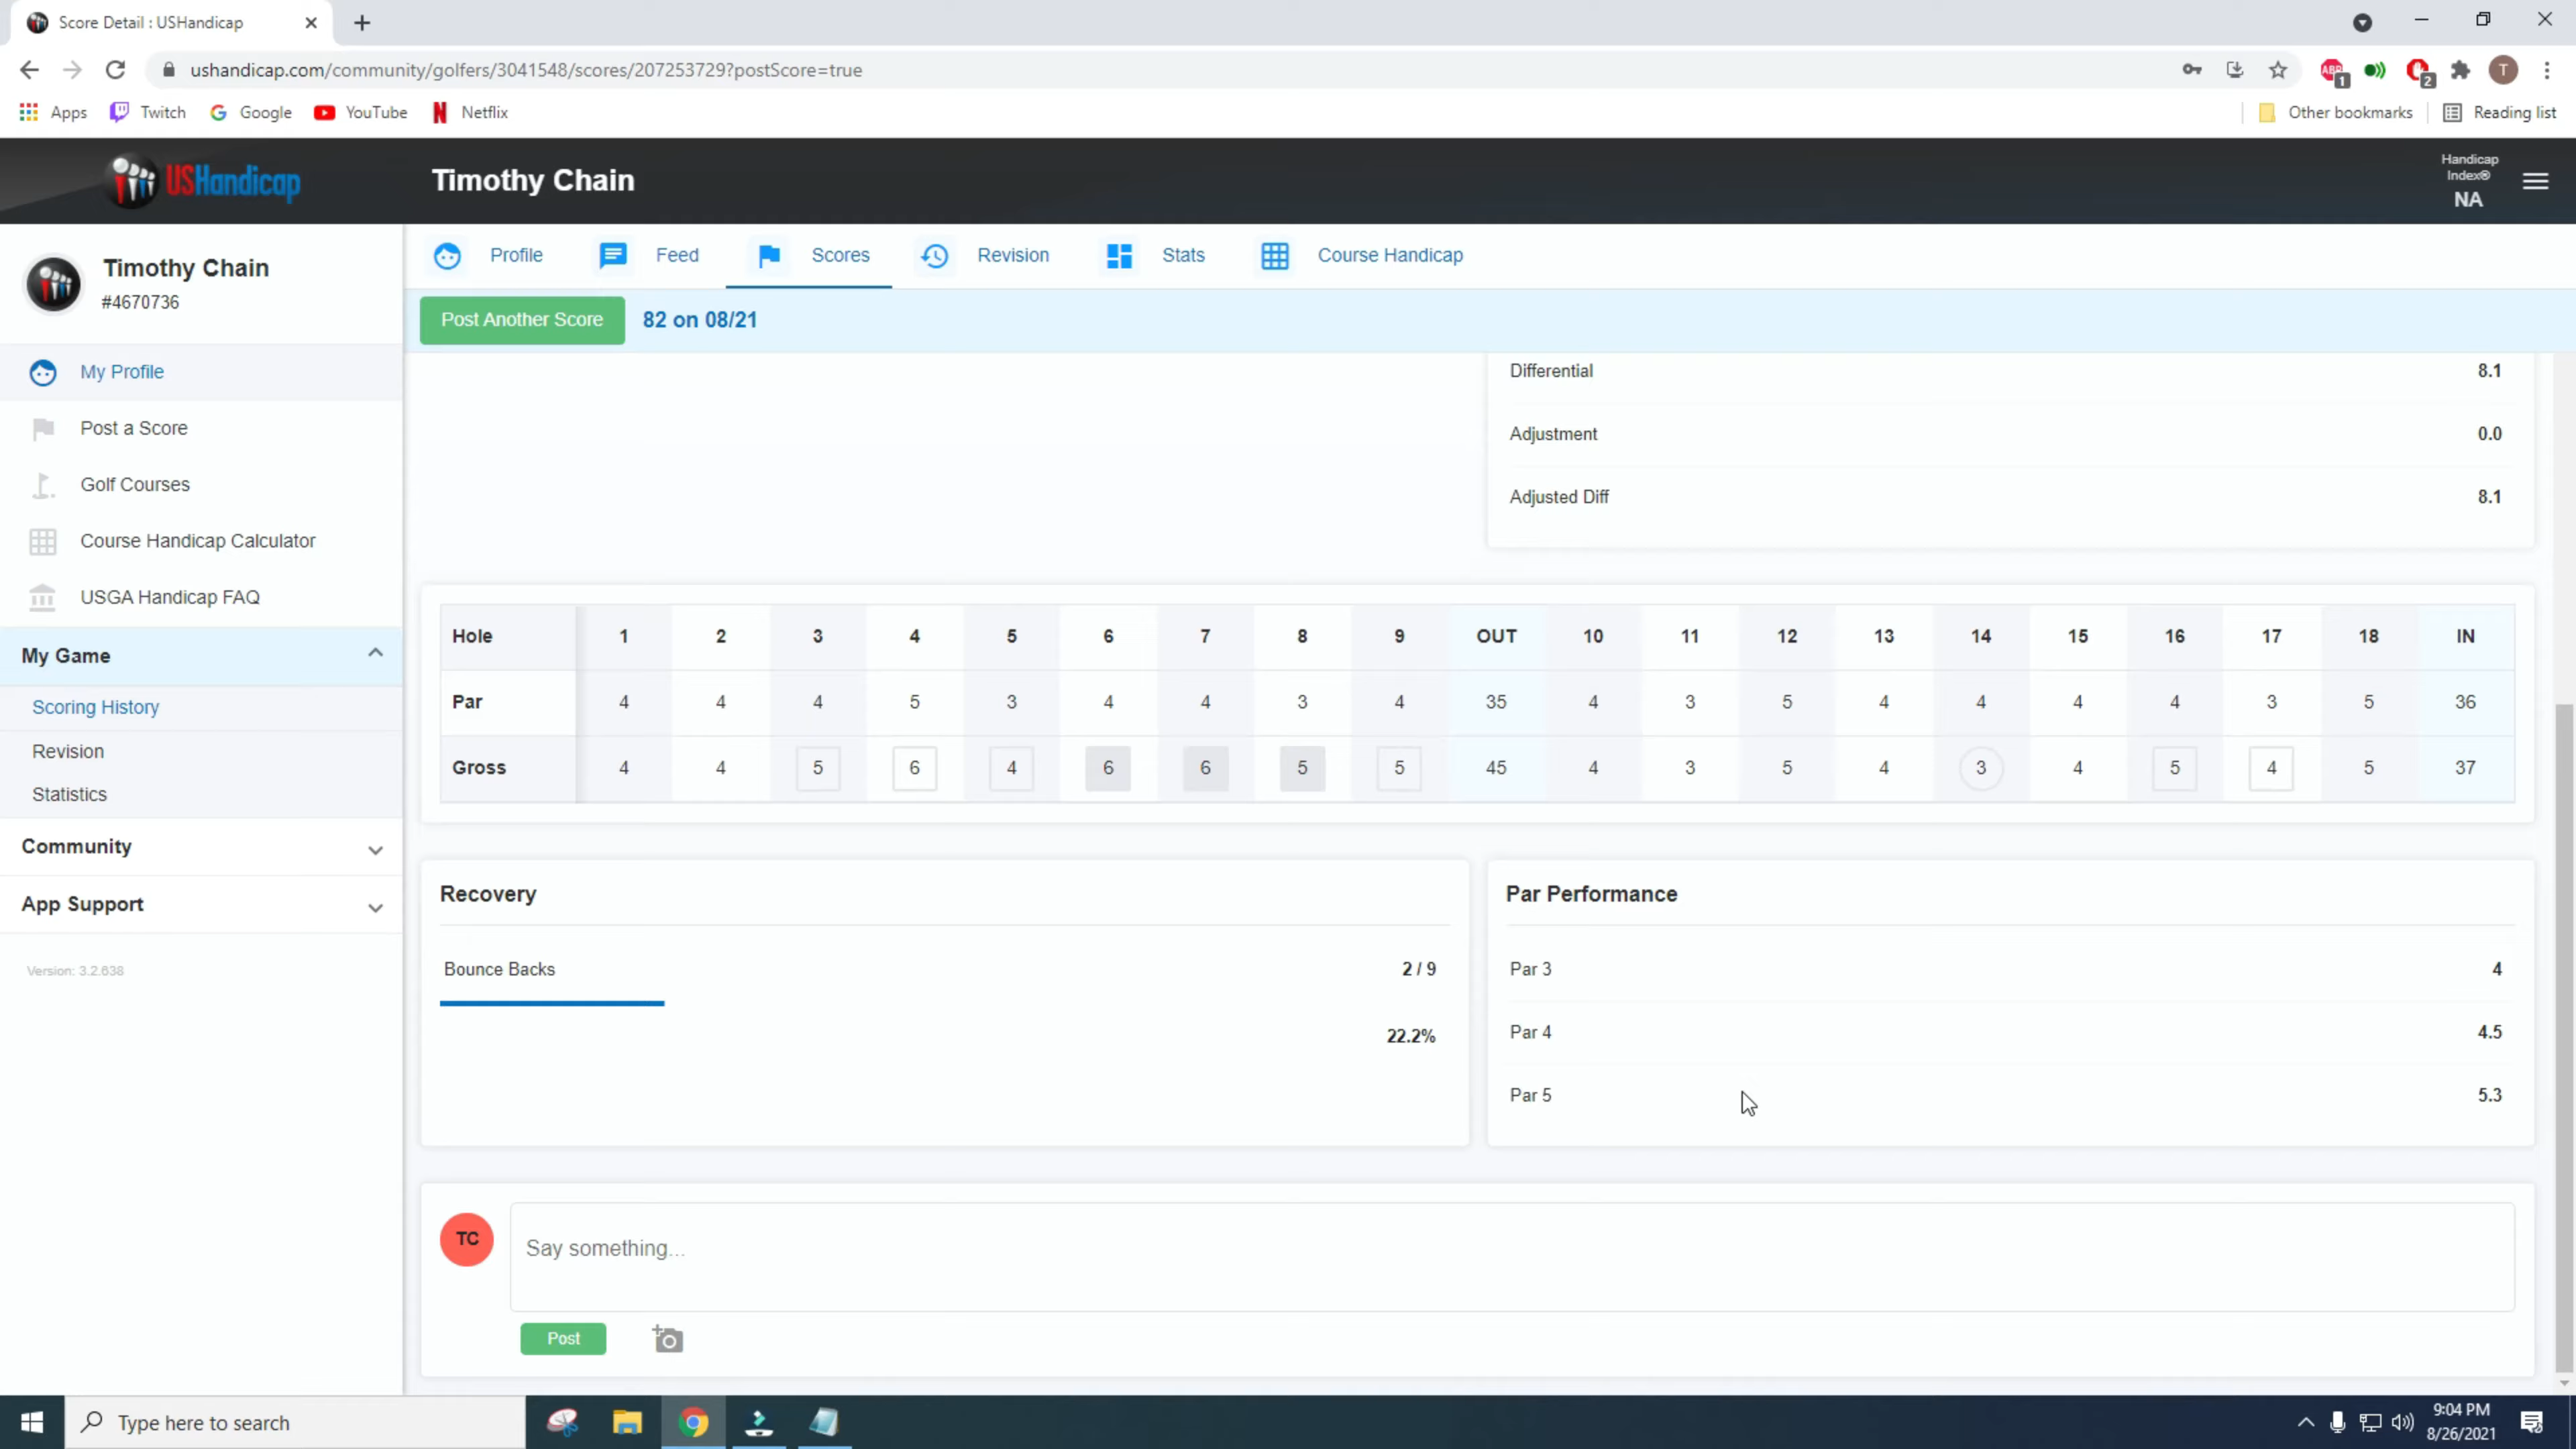 Score Detail : USHandicap
ushandicap.com/community/golfers/3041548/scores/207253729?postScore=true
ABP 1 2 T
Apps Twitch Google YouTube Netflix Other bookmarks Reading list
USHandicap Timothy Chain Handicap Index® NA
Timothy Chain
#4670736
My Profile
Post a Score
Golf Courses
Course Handicap Calculator
USGA Handicap FAQ
My Game
Scoring History
Revision
Statistics
Community
App Support
Version: 3.2.638
Profile Feed Scores Revision Stats Course Handicap
Post Another Score 82 on 08/21
Differential 8.1
Adjustment 0.0
Adjusted Diff 8.1
Hole 1 2 3 4 5 6 7 8 9 OUT 10 11 12 13 14 15 16 17 18 IN
Par 4 4 4 5 3 4 4 3 4 35 4 3 5 4 4 4 4 3 5 36
Gross 4 4 5 6 4 6 6 5 5 45 4 3 5 4 3 4 5 4 5 37
Recovery
Bounce Backs 2 / 9
22.2%
Par Performance
Par 3 4
Par 4 4.5
Par 5 5.3
TC Say something...
Post
Type here to search
9:04 PM
8/26/2021